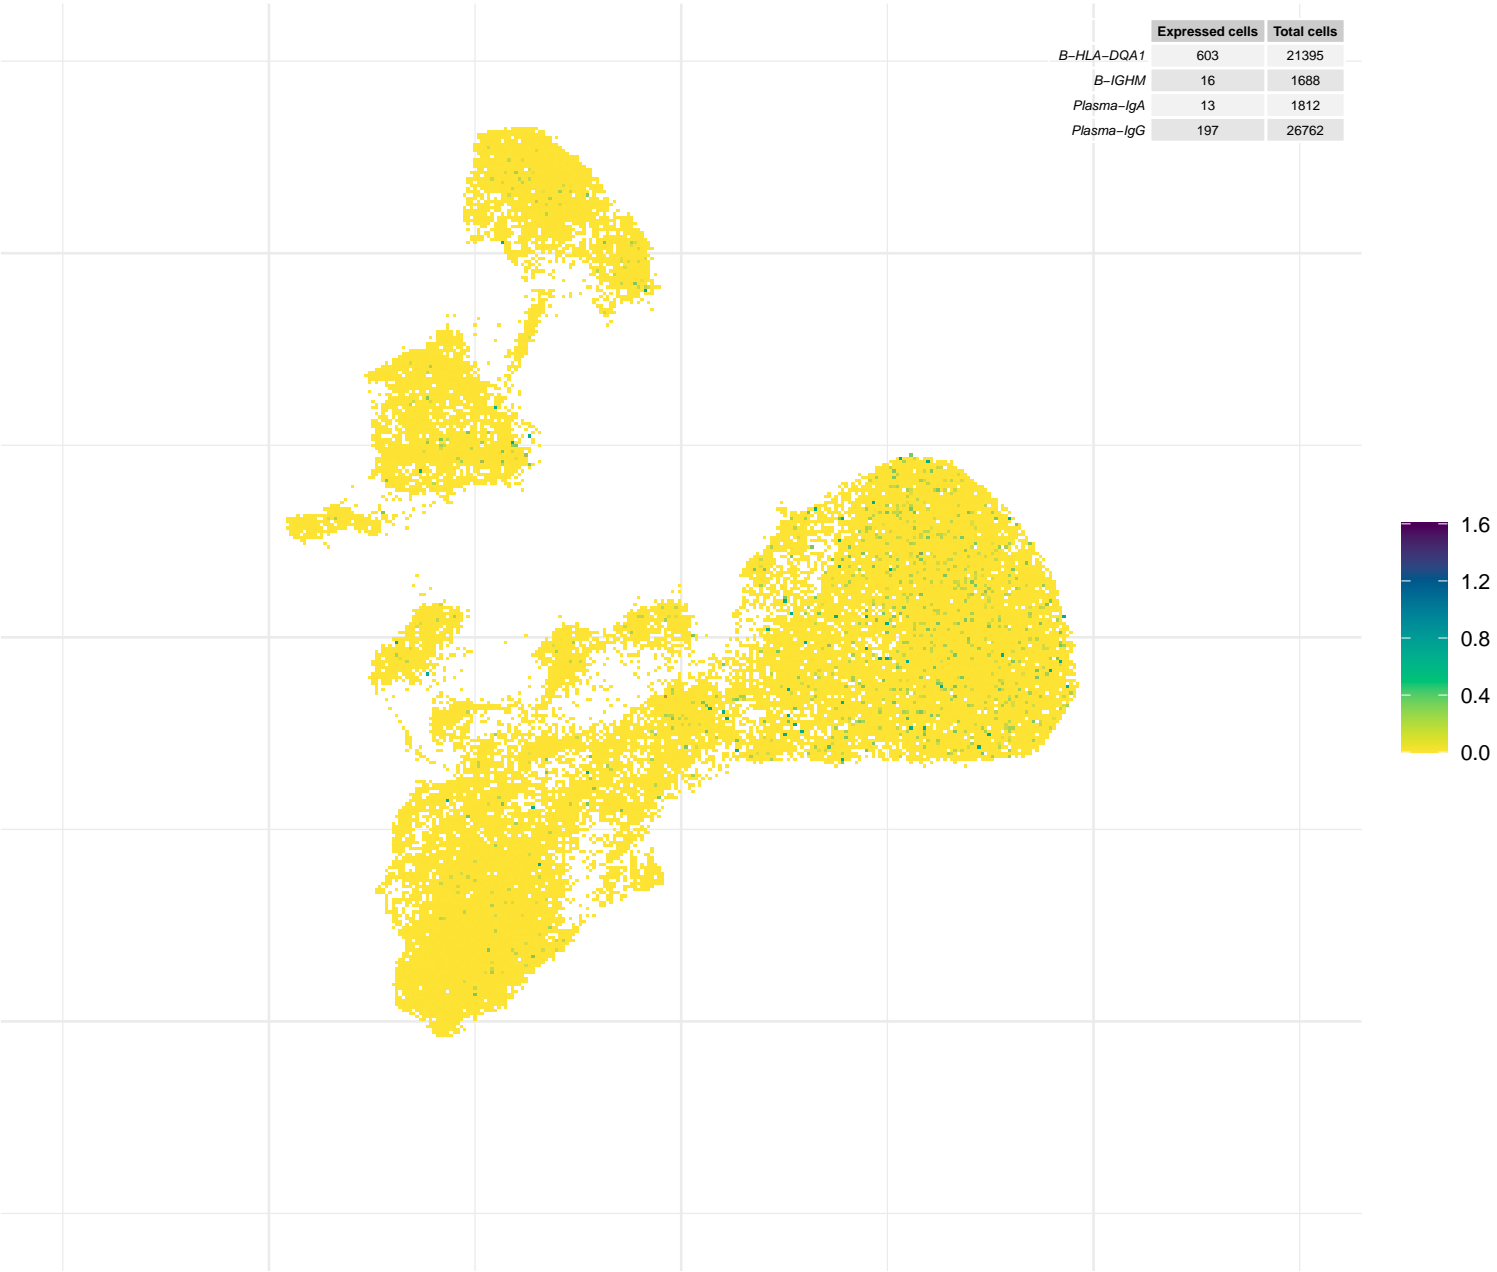 Expressed cells Total cells
B−HLA−DQA1 603 21395
B−IGHM 16 1688
Plasma−IgA 13 1812
Plasma−IgG 197 26762
1.6
1.2
0.8
0.4
0.0